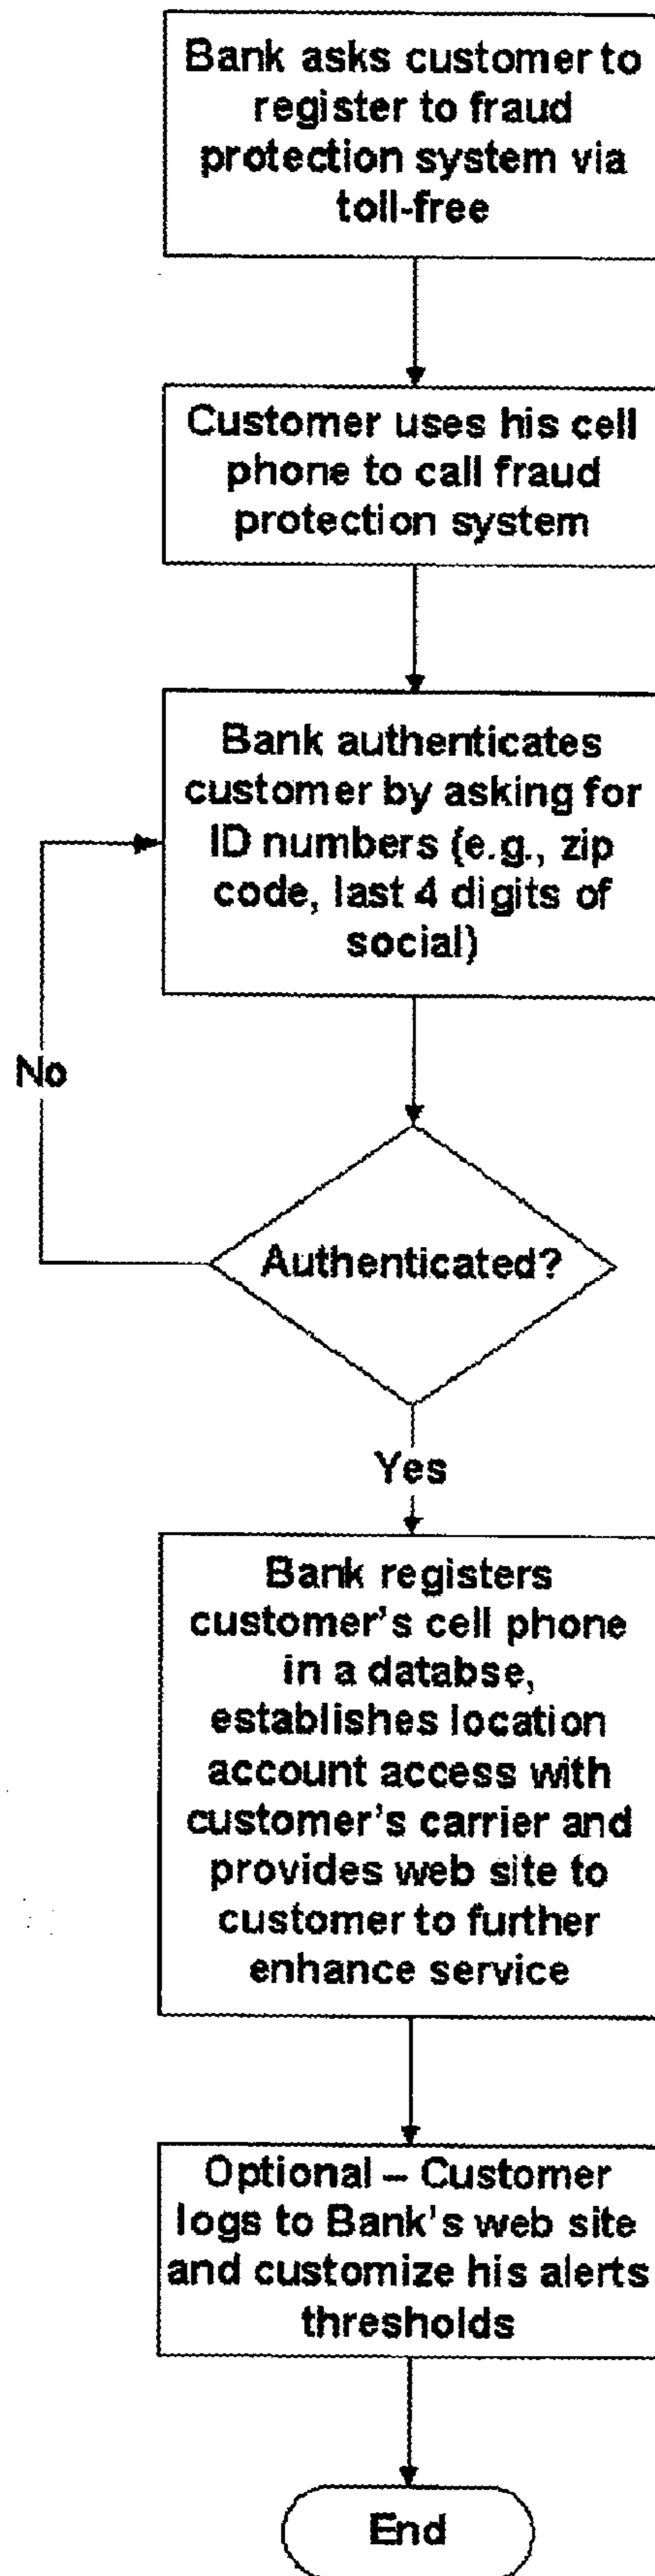 Bank asks customer to
register to fraud
protection system via
toll-free
Customer uses his cell
phone to call fraud
protection system
Bank authenticates
customer by asking for
ID numbers (e.g., zip
code, last 4 digits of
social)
No
Authenticated?
Yes
Bank registers
customer's cell phone
in a databse,
establishes location
account access with
customer's carrier and
provides web site to
customer to further
enhance service
Optional – Customer
logs to Bank's web site
and customize his alerts
thresholds
End